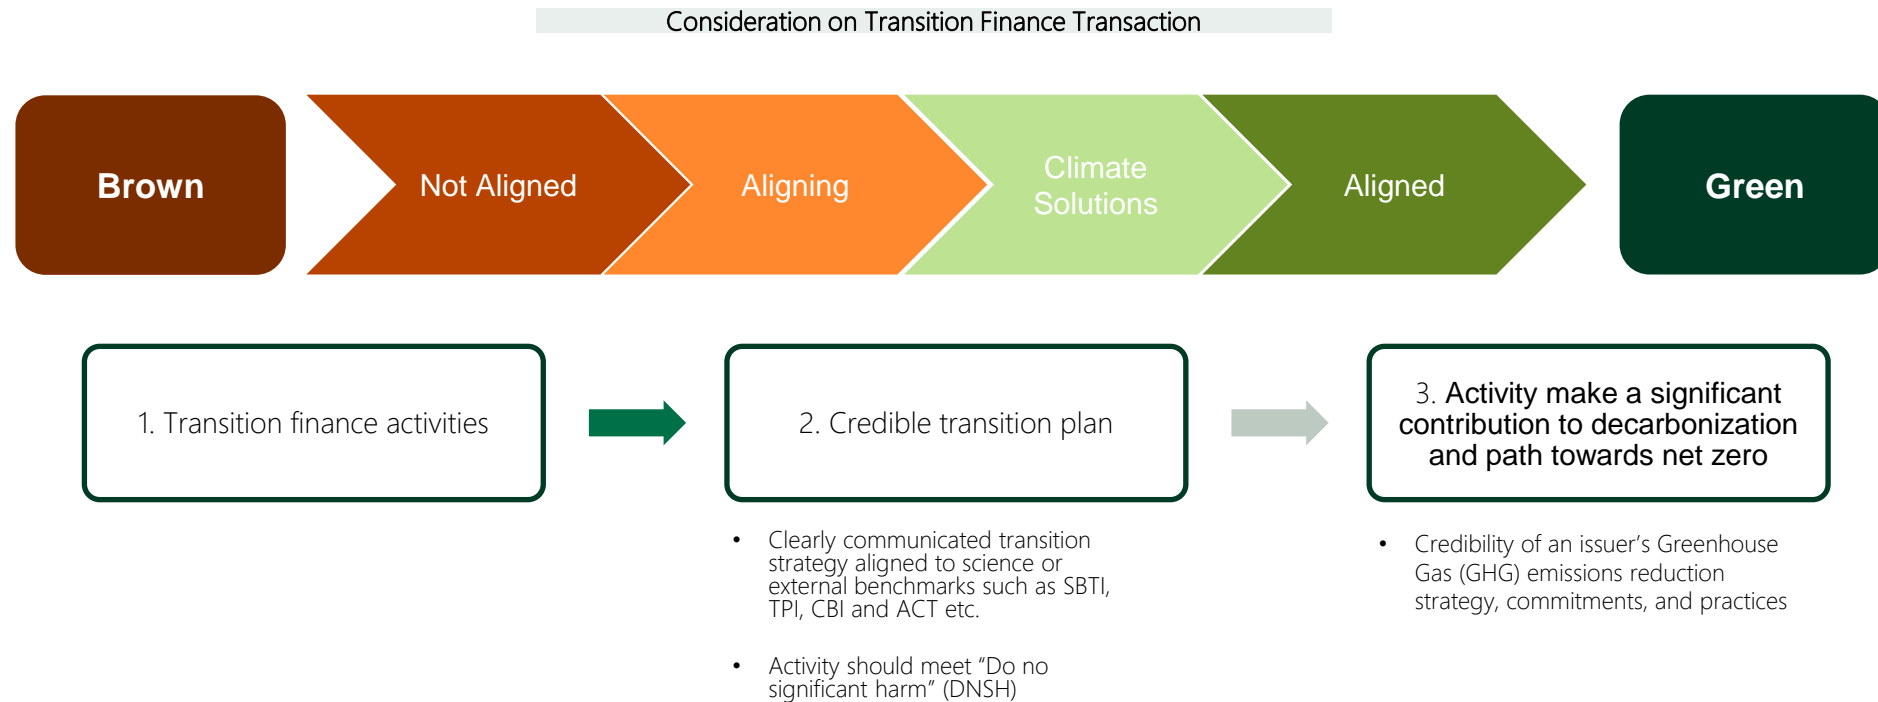 Consideration on Transition Finance Transaction
Brown
Not Aligned
Aligning
Climate
Solutions
Aligned
Green
1. Transition finance activities
2. Credible transition plan
3. Activity make a significant
contribution to decarbonization
and path towards net zero
• Clearly communicated transition
strategy aligned to science or
external benchmarks such as SBTI,
TPI, CBI and ACT etc.
• Activity should meet “Do no
significant harm” (DNSH)
• Credibility of an issuer’s Greenhouse
Gas (GHG) emissions reduction
strategy, commitments, and practices